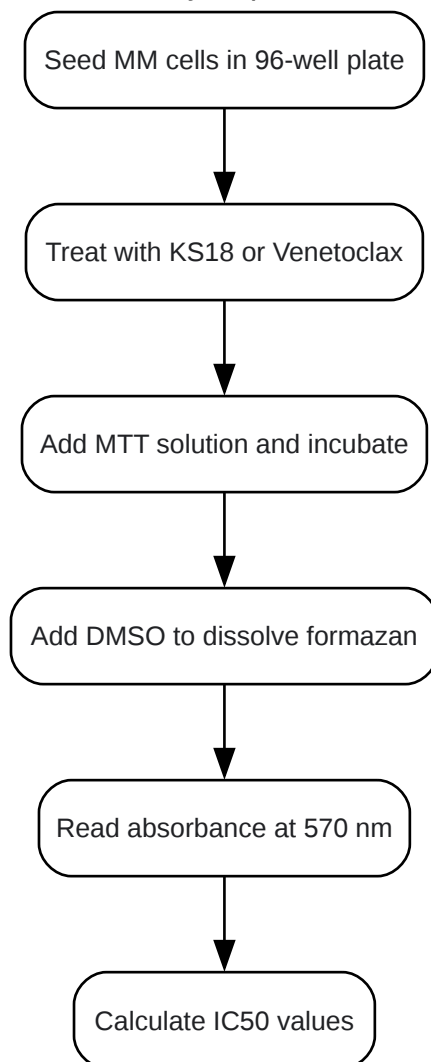 Seed MM cells in 96-well plate
Treat with KS18 or Venetoclax
Add MTT solution and incubate
Add DMSO to dissolve formazan
Read absorbance at 570 nm
Calculate IC50 values